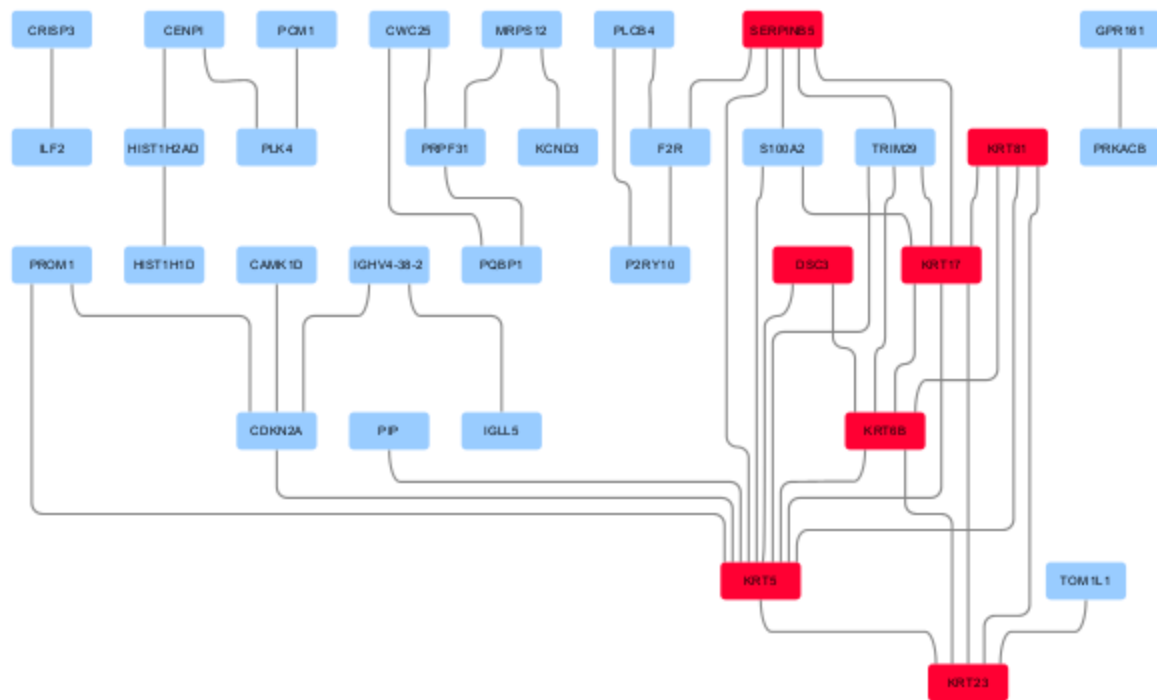 CRISP3
CENPI
PCM1
CWC25
MRPS12
PLCB4
SERPINB5
GPR161
ILF2
HIST1H2AD
PLK4
PRPF31
KCND3
F2R
S100A2
TRIM29
KRT81
PRKACB
PROM1
HIST1H1D
CAMK1D
IGHV4-38-2
PQBP1
P2RY10
DSC3
KRT17
CDKN2A
PIP
IGLL5
KRT6B
KRT5
TOM1L1
KRT23